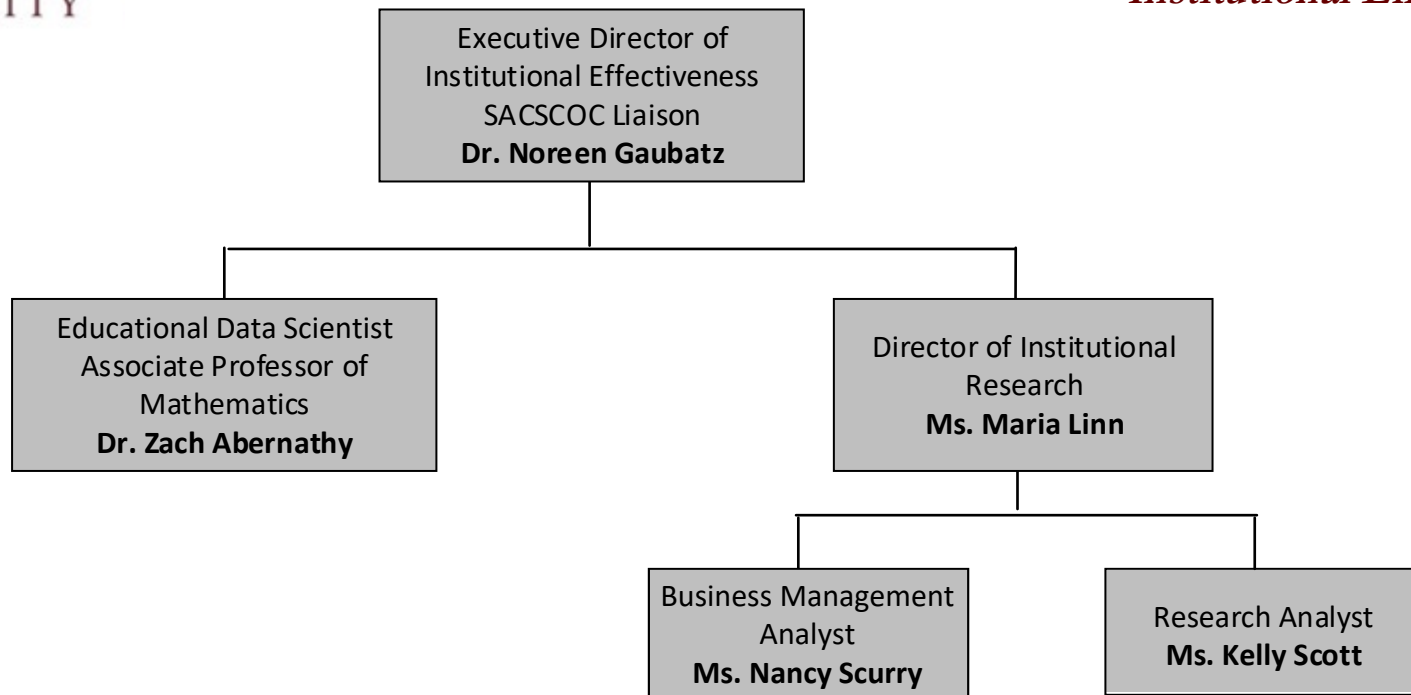 Executive Director of
Institutional Effectiveness
SACSCOC Liaison
Dr. Noreen Gaubatz
Educational Data Scientist
Associate Professor of
Mathematics
Dr. Zach Abernathy
Director of Institutional
Research
Ms. Maria Linn
Business Management
Analyst
Ms. Nancy Scurry
Research Analyst
Ms. Kelly Scott